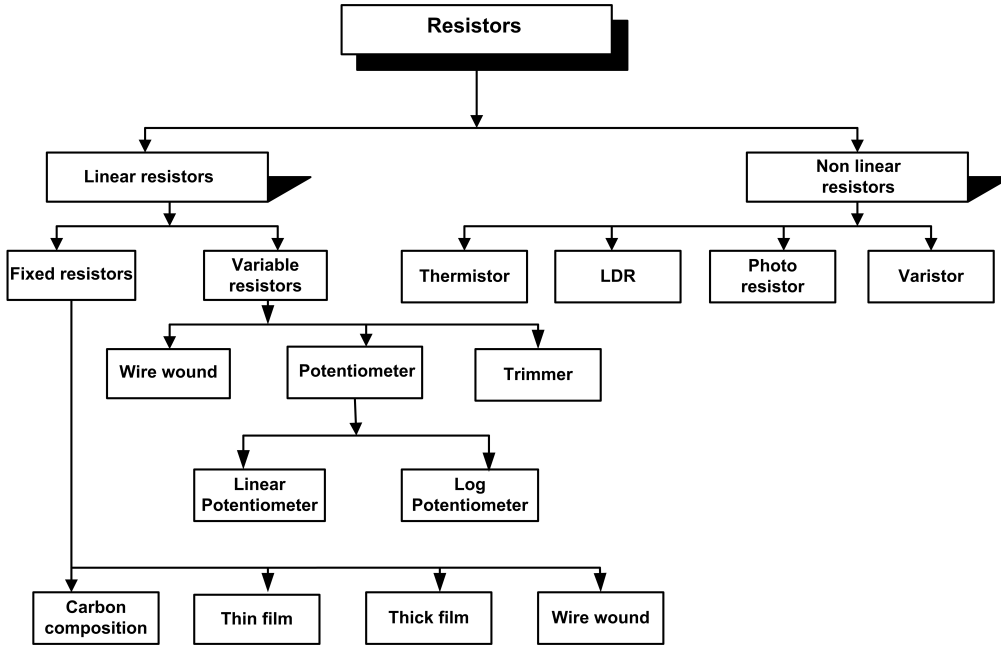 Resistors
Linear resistors
Non linear
resistors
Fixed resistors
Variable
resistors
Thermistor
LDR
Photo
resistor
Varistor
Wire wound
Potentiometer
Trimmer
Linear
Potentiometer
Log
Potentiometer
Carbon
composition
Thin film
Thick film
Wire wound